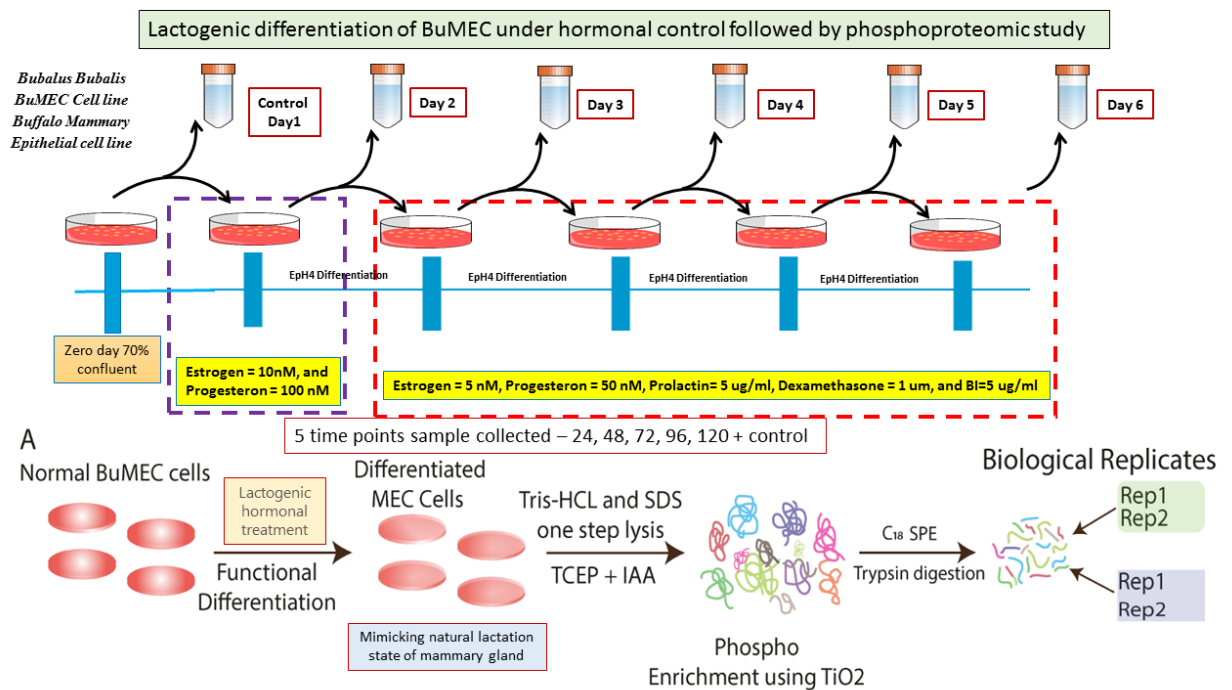 Lactogenic differentiation of BuMEC under hormonal control followed by phosphoproteomic study
Bubalus Bubalis
BuMEC Cell line
Buffalo Mammary
Epithelial cell line
Control
Day1
Day 2
Day 3
Day 4
Day 5
Day 6
EpH4 Differentiation
EpH4 Differentiation
EpH4 Differentiation
EpH4 Differentiation
Zero day 70%
confluent
Estrogen = 10nM, and
Progesteron = 100 nM
Estrogen = 5 nM, Progesteron = 50 nM, Prolactin= 5 ug/ml, Dexamethasone = 1 um, and BI=5 ug/ml
5 time points sample collected – 24, 48, 72, 96, 120 + control
A
Normal BuMEC cells
Lactogenic
hormonal
treatment
Functional
Differentiation
Differentiated
MEC Cells
Mimicking natural lactation
state of mammary gland
Tris-HCL and SDS
one step lysis
TCEP + IAA
Phospho
Enrichment using TiO2
C₁₈ SPE
Trypsin digestion
Biological Replicates
Rep1
Rep2
Rep1
Rep2